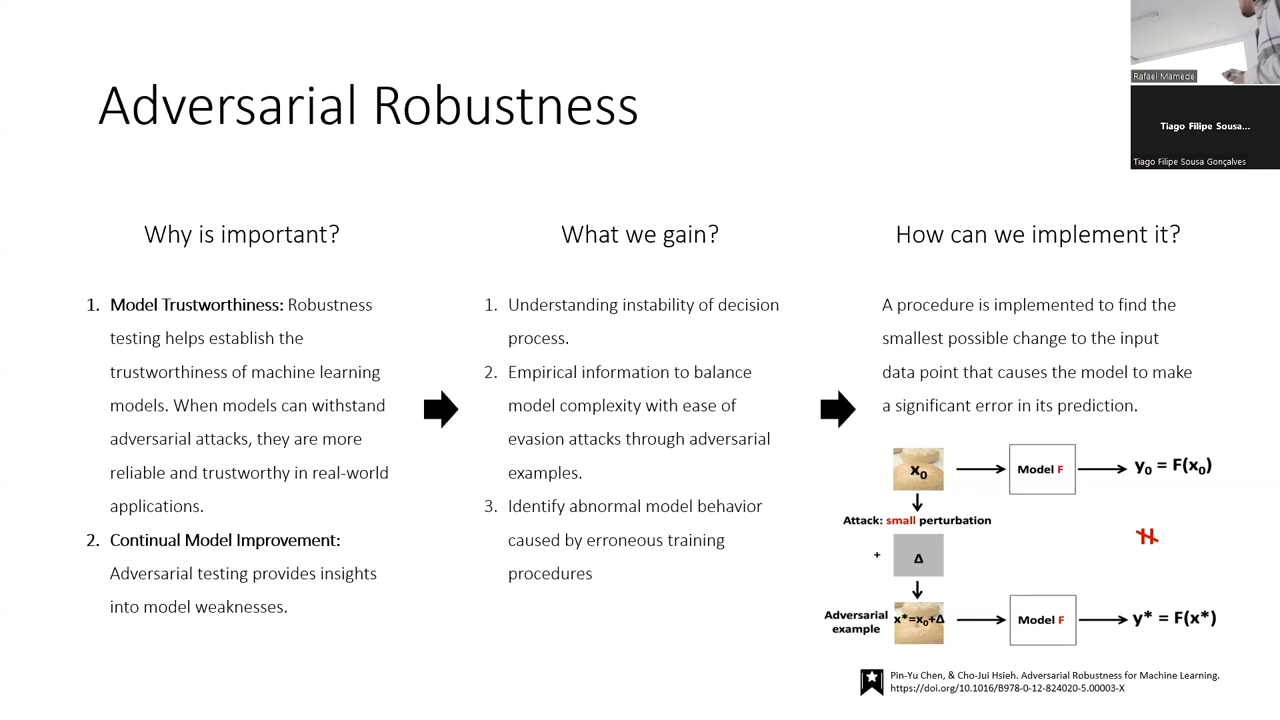 Adversarial Robustness
Rafael Mamede
Tiago Filipe Sousa...
Tiago Filipe Sousa Gonçalves
Why is important?
1. Model Trustworthiness: Robustness
testing helps establish the
trustworthiness of machine learning
models. When models can withstand
adversarial attacks, they are more
reliable and trustworthy in real-world
applications.
2. Continual Model Improvement:
Adversarial testing provides insights
into model weaknesses.
What we gain?
1. Understanding instability of decision
process.
2. Empirical information to balance
model complexity with ease of
evasion attacks through adversarial
examples.
3. Identify abnormal model behavior
caused by erroneous training
procedures
How can we implement it?
A procedure is implemented to find the
smallest possible change to the input
data point that causes the model to make
a significant error in its prediction.
x₀
Model F
y₀ = F(x₀)
Attack: small perturbation
+
Δ
Adversarial
example
x*=x₀+Δ
Model F
y* = F(x*)
Pin-Yu Chen, & Cho-Jui Hsieh. Adversarial Robustness for Machine Learning.
https://doi.org/10.1016/B978-0-12-824020-5.00003-X